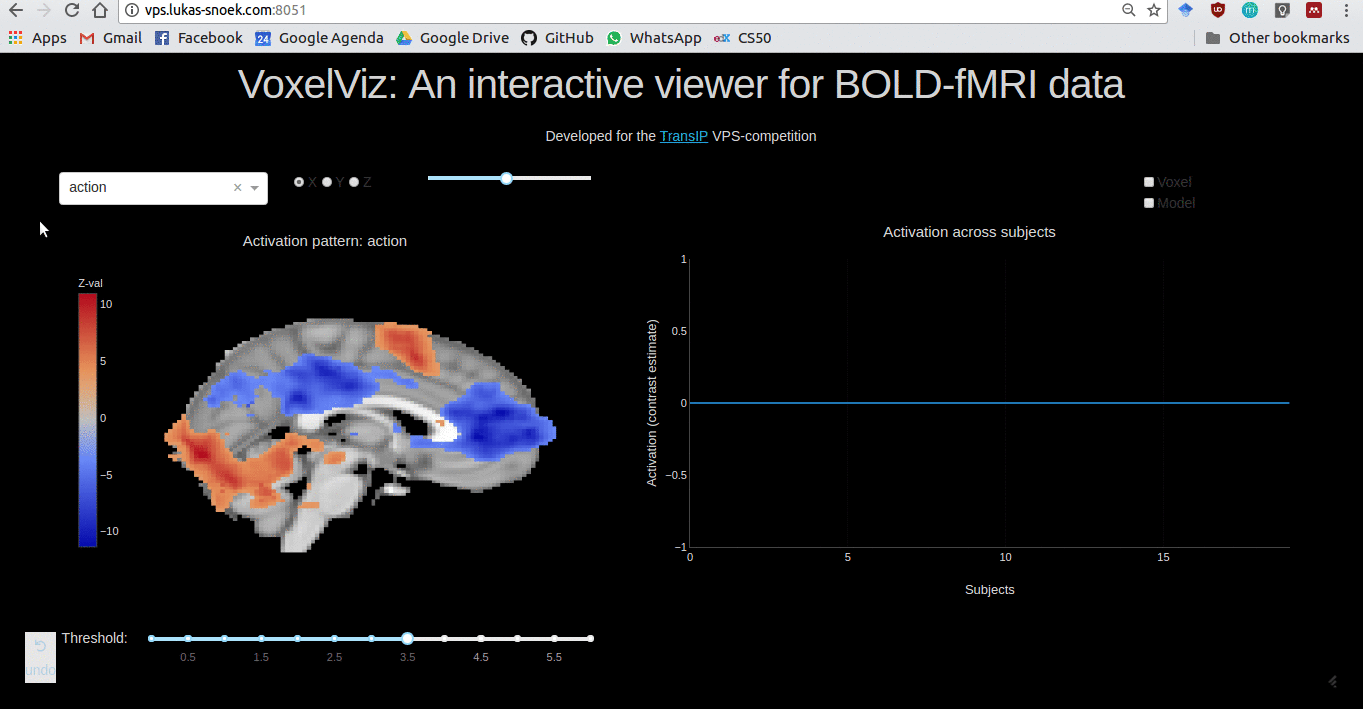 vps.lukas-snoek.com:8051
Apps Gmail Facebook 24 Google Agenda Google Drive GitHub WhatsApp edX CS50 Other bookmarks
VoxelViz: An interactive viewer for BOLD-fMRI data
Developed for the TransIP VPS-competition
action × X Y Z Voxel
Model
Activation pattern: action
Activation across subjects
Z-val
10
5
0
−5
−10
Activation (contrast estimate)
1
0.5
0
−0.5
−1
0 5 10 15
Subjects
Threshold:
0.5 1.5 2.5 3.5 4.5 5.5
undo